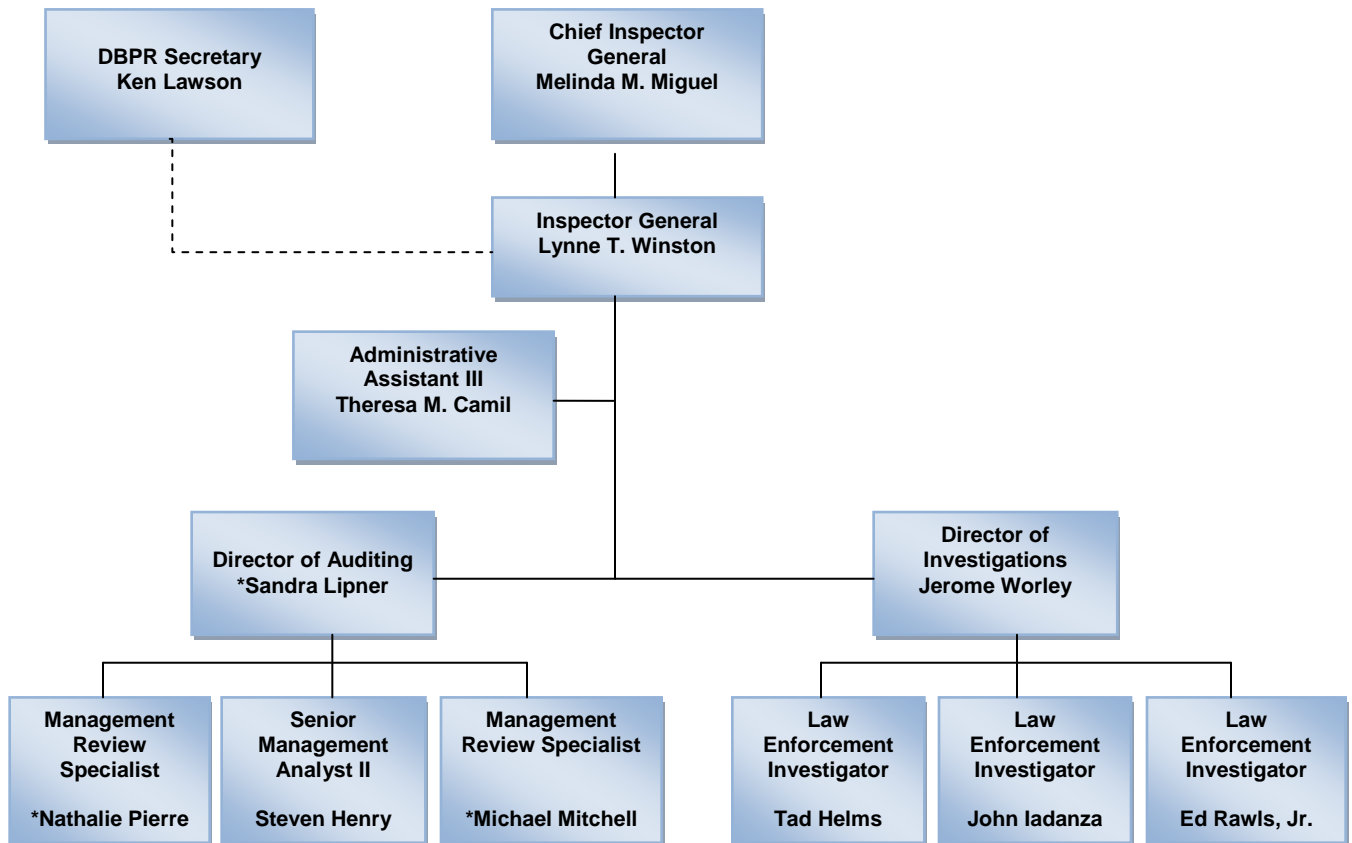 DBPR Secretary
Ken Lawson
Chief Inspector
General
Melinda M. Miguel
Inspector General
Lynne T. Winston
Administrative
Assistant III
Theresa M. Camil
Director of Auditing
*Sandra Lipner
Director of
Investigations
Jerome Worley
Management
Review
Specialist
*Nathalie Pierre
Senior
Management
Analyst II
Steven Henry
Management
Review Specialist
*Michael Mitchell
Law
Enforcement
Investigator
Tad Helms
Law
Enforcement
Investigator
John Iadanza
Law
Enforcement
Investigator
Ed Rawls, Jr.